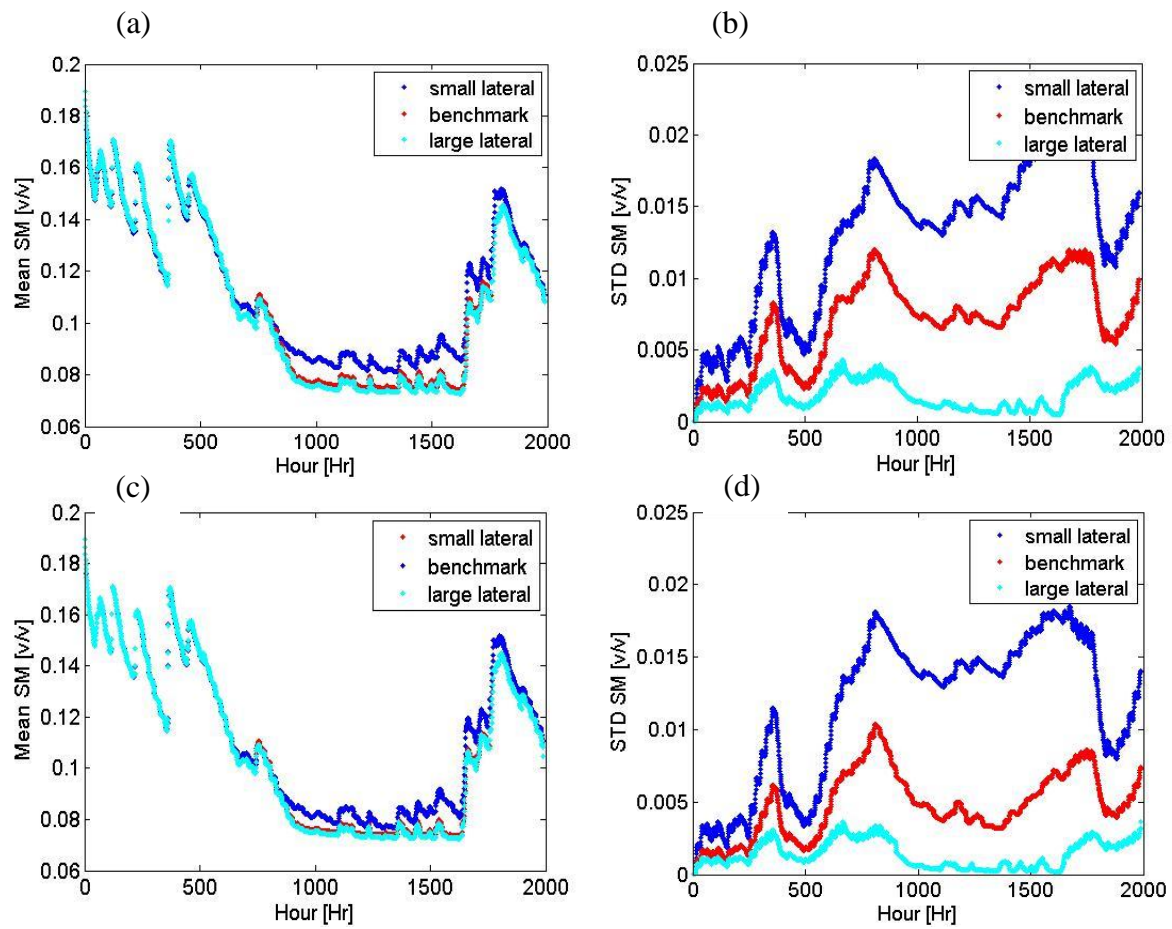 (a)
Mean SM [v/v]
0.2
0.18
0.16
0.14
0.12
0.1
0.08
0.06
small lateral
benchmark
large lateral
0
500
1000
1500
2000
Hour [Hr]
(b)
STD SM [v/v]
0.025
0.02
0.015
0.01
0.005
0
small lateral
benchmark
large lateral
0
500
1000
1500
2000
Hour [Hr]
(c)
Mean SM [v/v]
0.2
0.18
0.16
0.14
0.12
0.1
0.08
0.06
small lateral
benchmark
large lateral
0
500
1000
1500
2000
Hour [Hr]
(d)
STD SM [v/v]
0.025
0.02
0.015
0.01
0.005
0
small lateral
benchmark
large lateral
0
500
1000
1500
2000
Hour [Hr]